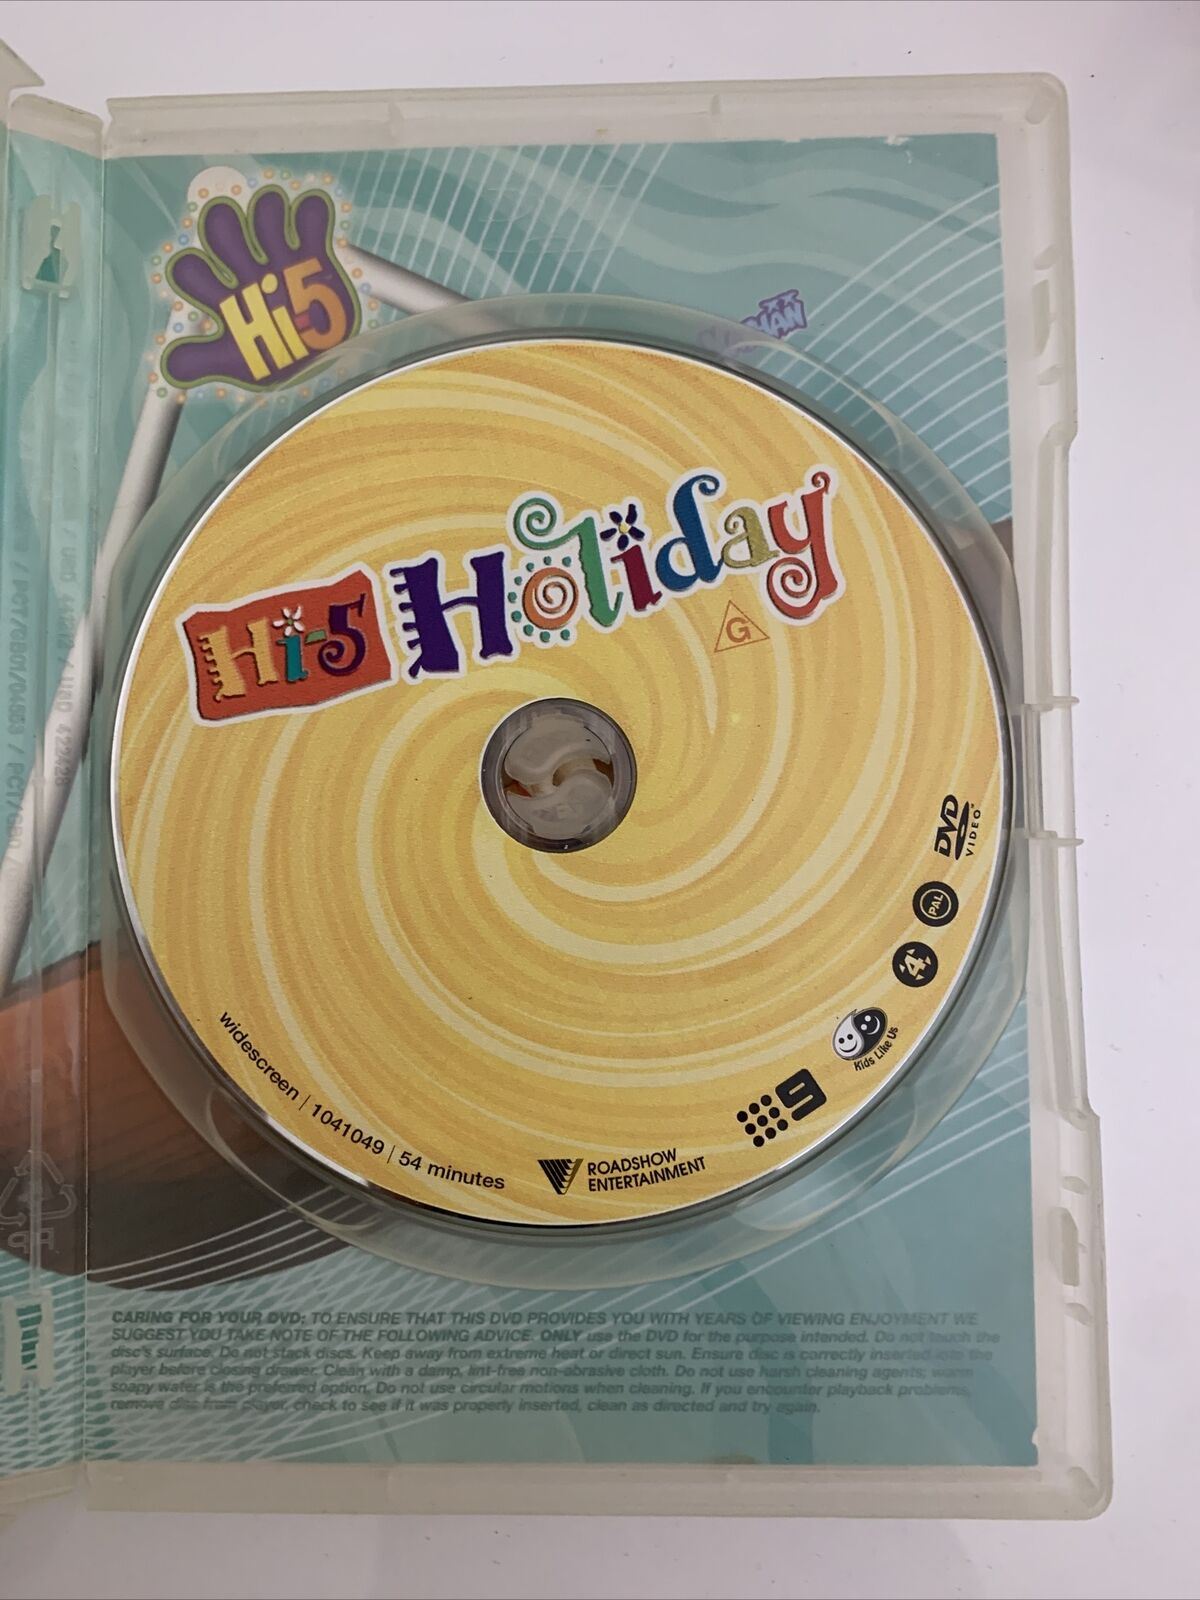 Hi-5
Hi-5 Holiday
G
DVD
VIDEO
PAL
4
Kids Like Us
9
ROADSHOW
ENTERTAINMENT
widescreen | 1041049 | 54 minutes
CARING FOR YOUR DVD: TO ENSURE THAT THIS DVD PROVIDES YOU WITH YEARS OF VIEWING ENJOYMENT WE
SUGGEST YOU TAKE NOTE OF THE FOLLOWING ADVICE. ONLY use the DVD for the purpose intended. Do not touch the
disc's surface. Do not stack discs. Keep away from extreme heat or direct sun. Ensure disc is correctly inserted into the
player before closing drawer. Clean with a damp, lint-free non-abrasive cloth. Do not use harsh cleaning agents; warm
soapy water is the preferred option. Do not use circular motions when cleaning. If you encounter playback problems,
remove disc from player, check to see if it was properly inserted, clean as directed and try again.